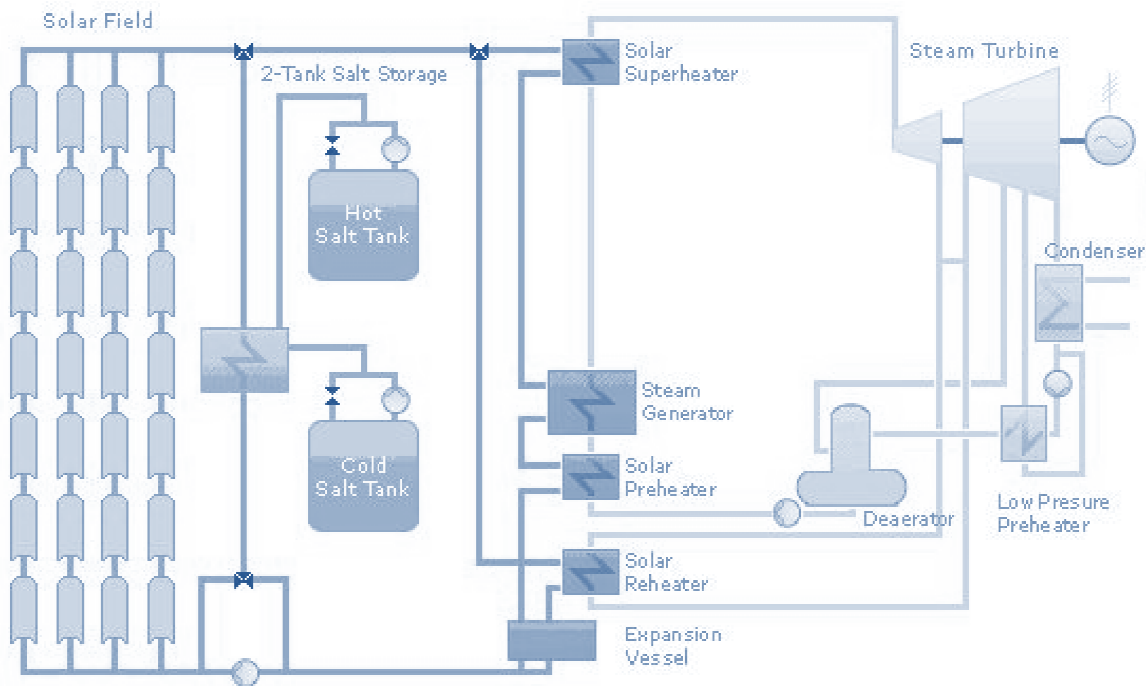 Solar Field
2-Tank Salt Storage
Hot
Salt Tank
Cold
Salt Tank
Solar
Superheater
Steam Turbine
Condenser
Steam
Generator
Solar
Preheater
Deaerator
Low Presure
Preheater
Solar
Reheater
Expansion
Vessel